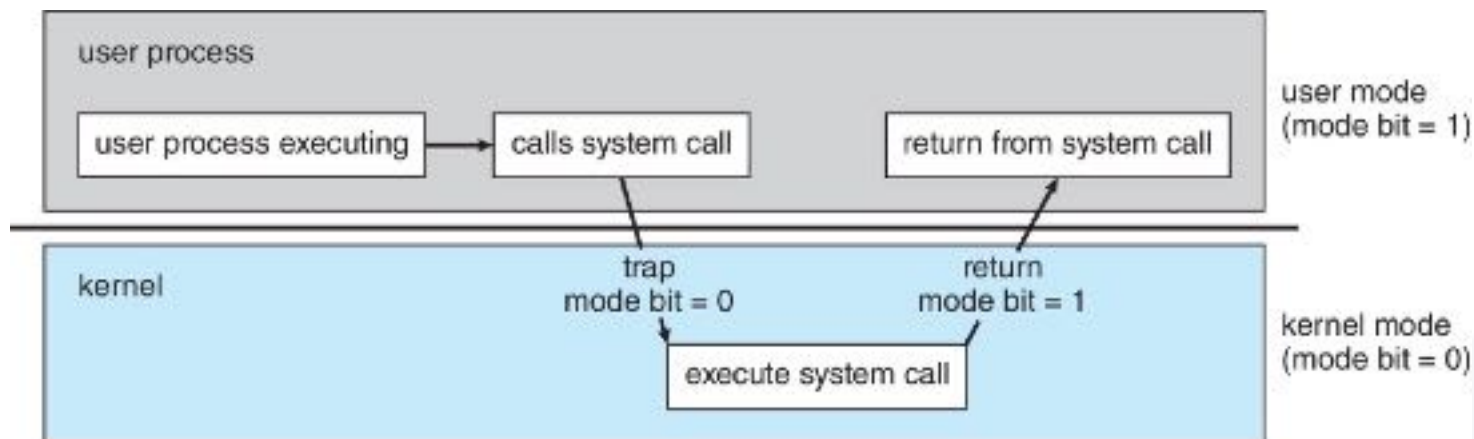 user process
user process executing
calls system call
return from system call
user mode
(mode bit = 1)
kernel
trap
mode bit = 0
return
mode bit = 1
execute system call
kernel mode
(mode bit = 0)